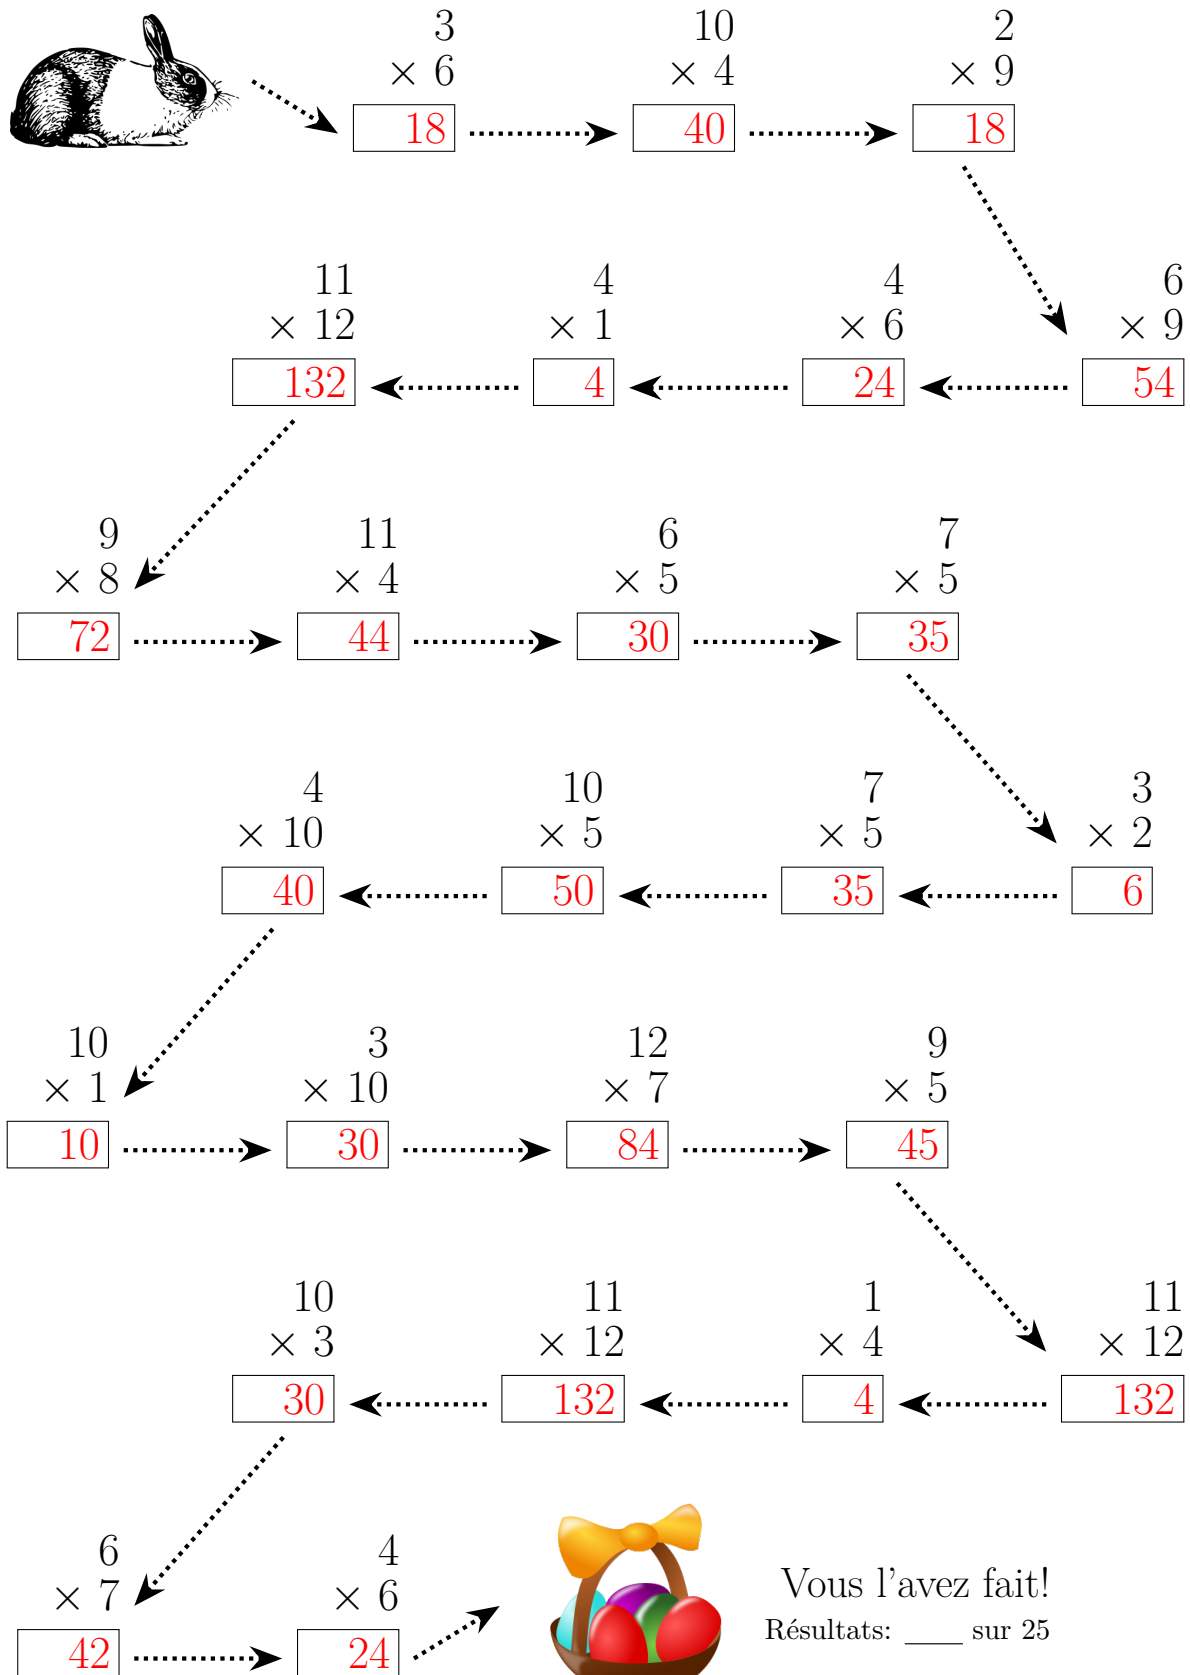 3 10 2
× 6 × 4 × 9
18 40 18
11 4 4 6
× 12 × 1 × 6 × 9
132 4 24 54
9 11 6 7
× 8 × 4 × 5 × 5
72 44 30 35
4 10 7 3
× 10 × 5 × 5 × 2
40 50 35 6
10 3 12 9
× 1 × 10 × 7 × 5
10 30 84 45
10 11 1 11
× 3 × 12 × 4 × 12
30 132 4 132
6 4
× 7 × 6
42 24
Vous l'avez fait!
Résultats: ____ sur 25